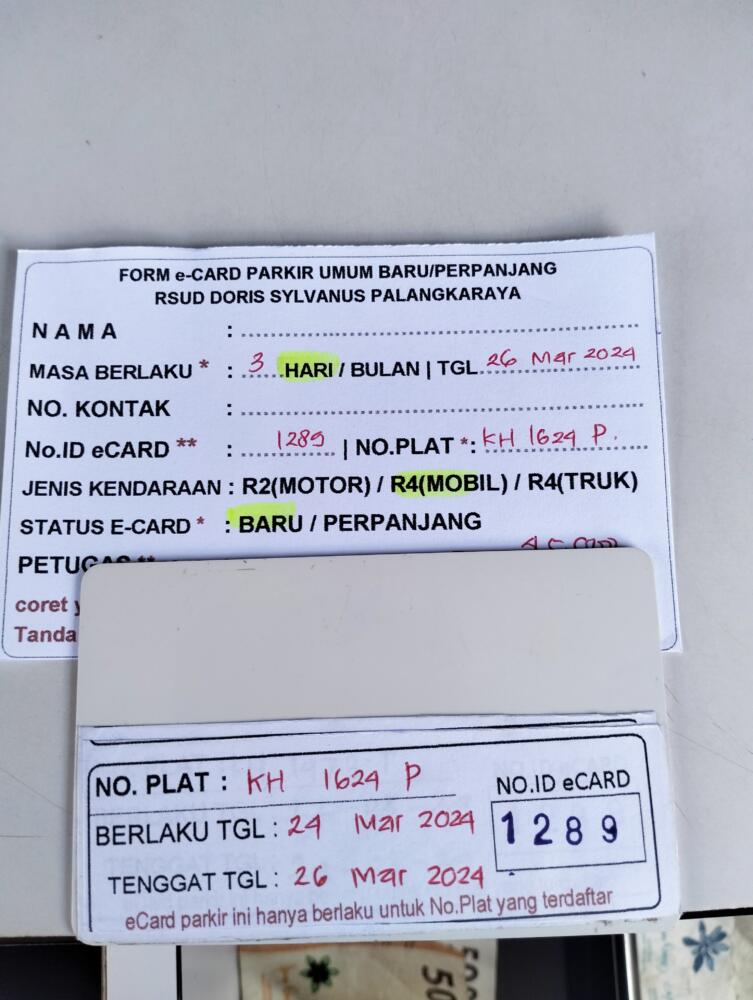 FORM e-CARD PARKIR UMUM BARU/PERPANJANG
RSUD DORIS SYLVANUS PALANGKARAYA
NAMA :
MASA BERLAKU * : 3 HARI / BULAN | TGL 26 Mar 2024
NO. KONTAK :
No.ID eCARD ** : 1289 | NO.PLAT *: KH 1624 P.
JENIS KENDARAAN : R2(MOTOR) / R4(MOBIL) / R4(TRUK)
STATUS E-CARD * : BARU / PERPANJANG
PETUGAS **
coret
Tanda
NO. PLAT : KH 1624 P
NO.ID eCARD
BERLAKU TGL : 24 Mar 2024
1289
TENGGAT TGL : 26 Mar 2024
eCard parkir ini hanya berlaku untuk No.Plat yang terdaftar